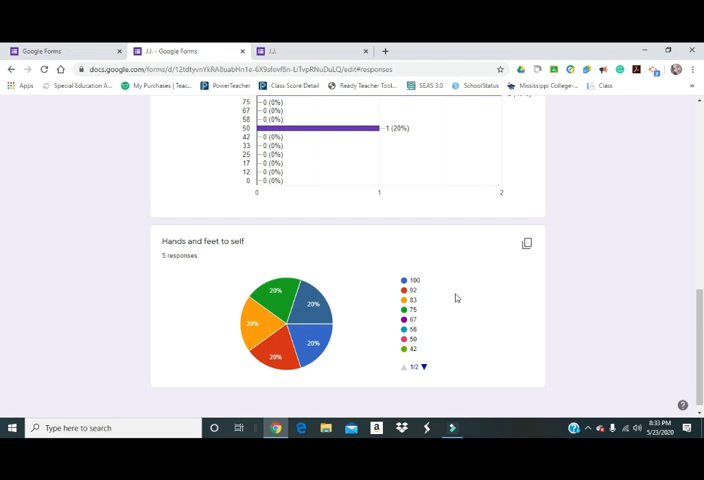 Google Forms
J.J. - Google Forms
J.J.
docs.google.com/forms/d/12tdtyvnYkRA8uabHn1e-6X9sfovf8n-LiTvpRNuDuLQ/edit#responses
Apps
Special Education A...
My Purchases | Teac...
PowerTeacher
Class Score Detail
Ready Teacher Tool...
SEAS 3.0
SchoolStatus
Mississippi College-...
Class
75
0 (0%)
67
0 (0%)
58
0 (0%)
50
1 (20%)
42
0 (0%)
33
0 (0%)
25
0 (0%)
17
0 (0%)
12
0 (0%)
0
0 (0%)
0
1
2
Hands and feet to self
5 responses
20%
20%
20%
20%
20%
100
92
83
75
67
58
50
42
1/2
Type here to search
8:33 PM
5/23/2020